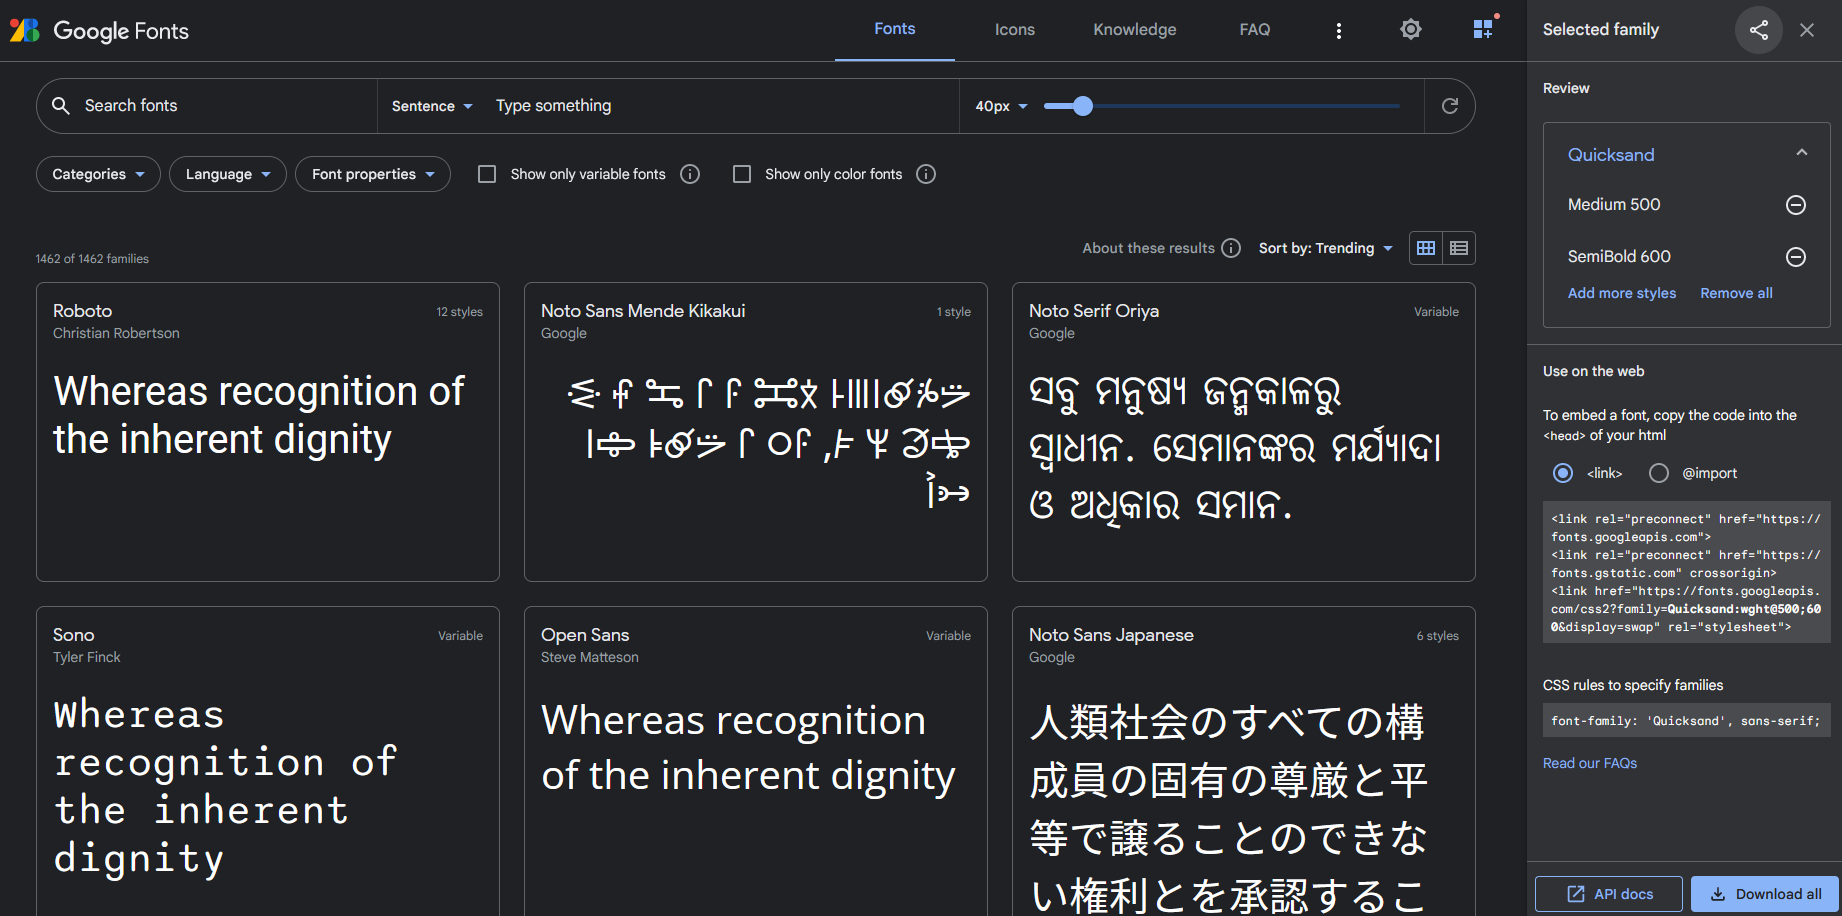 Google Fonts
Fonts
Icons
Knowledge
FAQ
Search fonts
Sentence
Type something
40px
Categories
Language
Font properties
Show only variable fonts
Show only color fonts
1462 of 1462 families
About these results
Sort by: Trending
Roboto
12 styles
Christian Robertson
Whereas recognition of
the inherent dignity
Noto Sans Mende Kikakui
1 style
Google
Noto Serif Oriya
Variable
Google
ସବୁ ମନୁଷ୍ୟ ଜନ୍ମକାଳରୁ
ସ୍ୱାଧୀନ. ସେମାନଙ୍କର ମର୍ଯ୍ୟାଦା
ଓ ଅଧିକାର ସମାନ.
Sono
Variable
Tyler Finck
Whereas
recognition of
the inherent
dignity
Open Sans
Variable
Steve Matteson
Whereas recognition
of the inherent dignity
Noto Sans Japanese
6 styles
Google
人類社会のすべての構
成員の固有の尊厳と平
等で譲ることのできな
い権利とを承認するこ
Selected family
Review
Quicksand
Medium 500
SemiBold 600
Add more styles
Remove all
Use on the web
To embed a font, copy the code into the
<head> of your html
<link>
@import
<link rel="preconnect" href="https://
fonts.googleapis.com">
<link rel="preconnect" href="https://
fonts.gstatic.com" crossorigin>
<link href="https://fonts.googleapis.
com/css2?family=Quicksand:wght@500;60
0&display=swap" rel="stylesheet">
CSS rules to specify families
font-family: 'Quicksand', sans-serif;
Read our FAQs
API docs
Download all